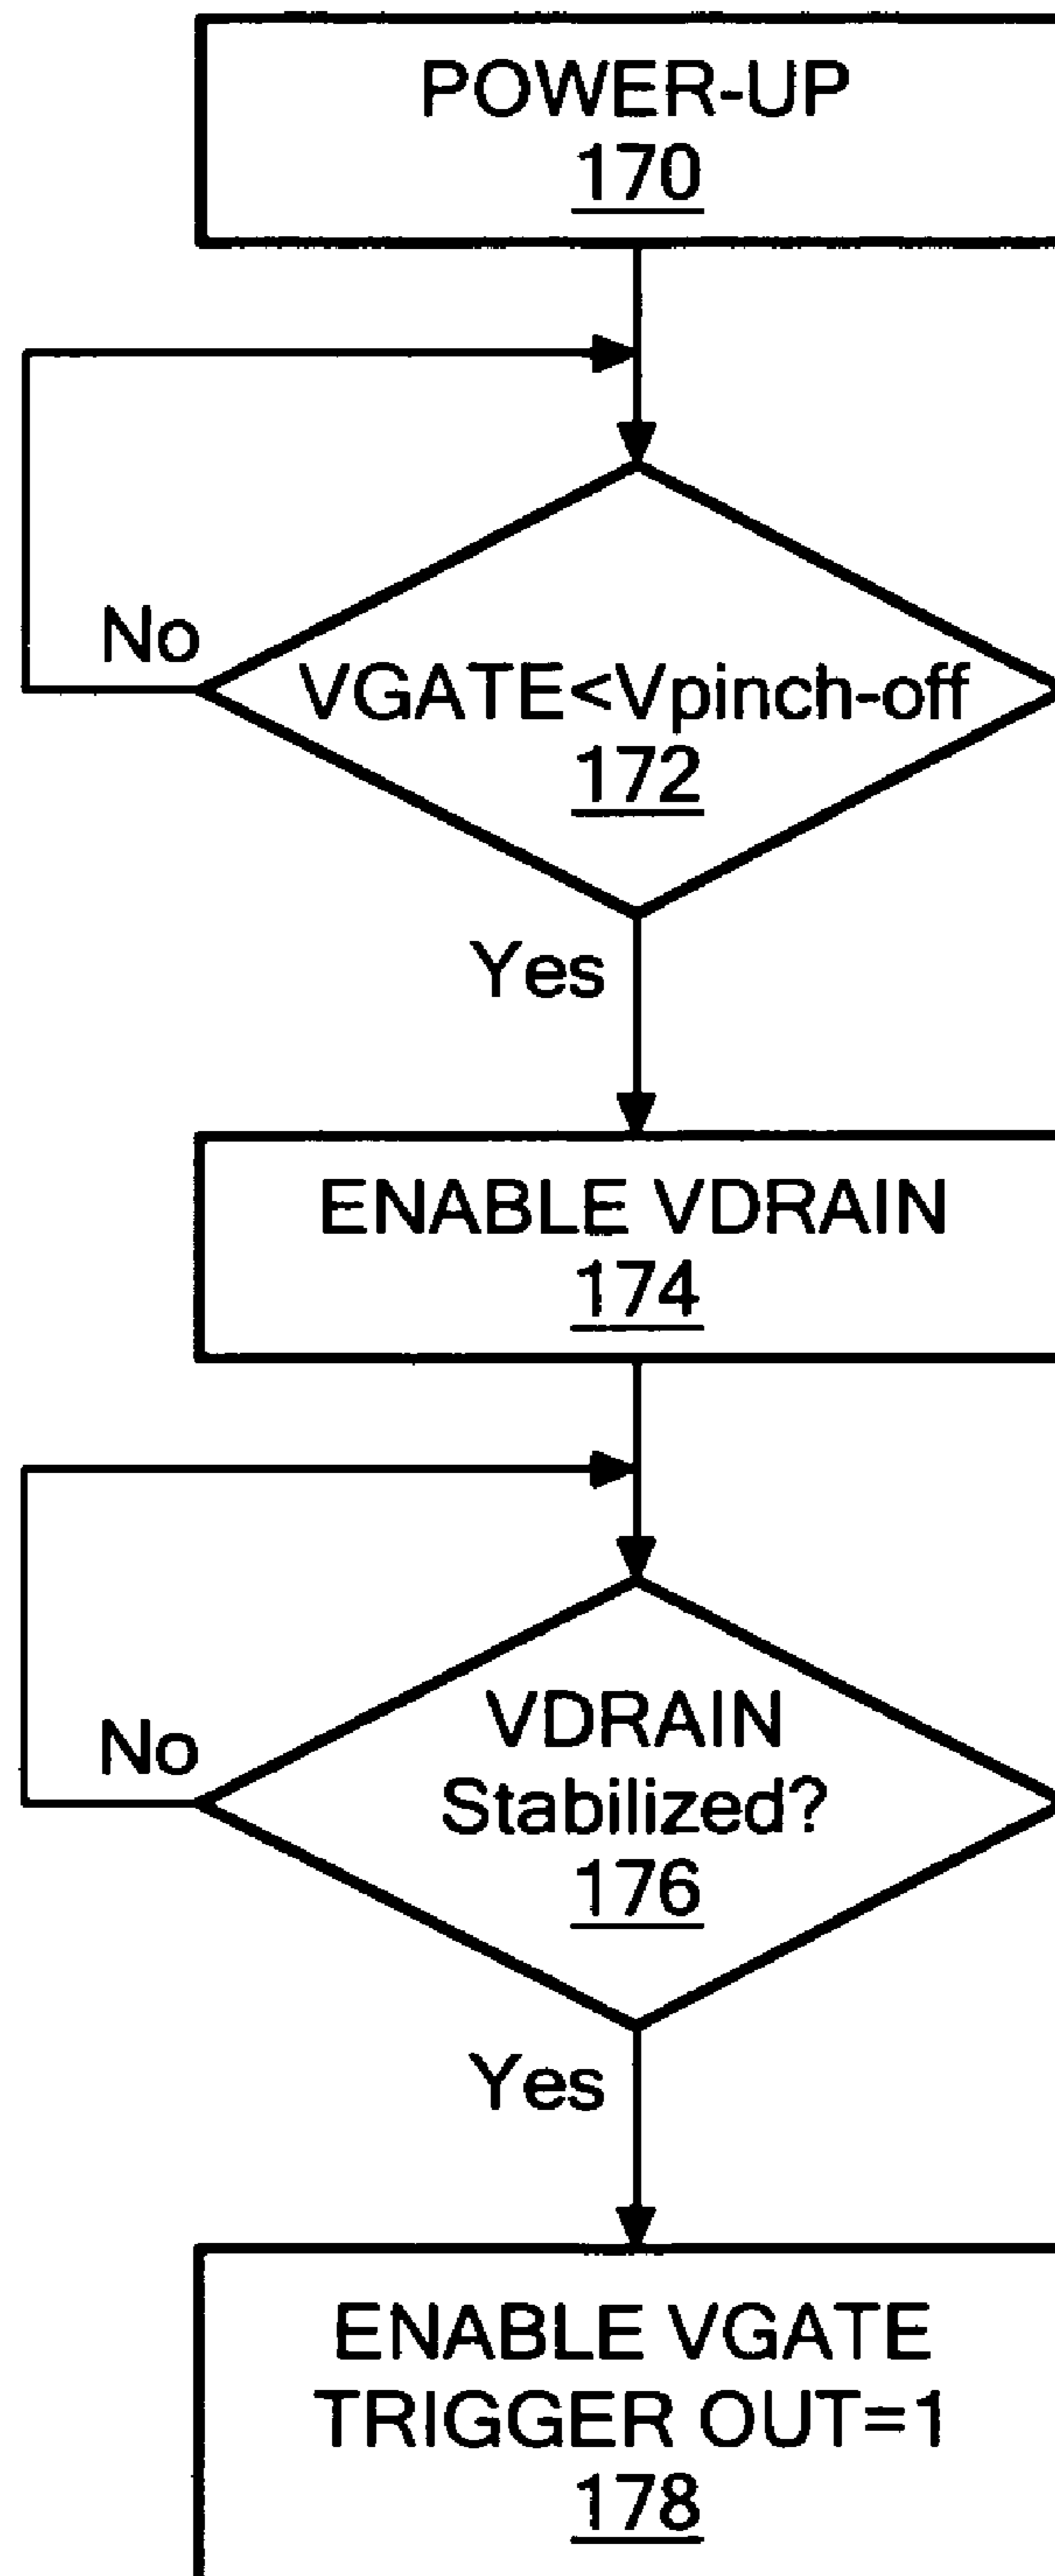 POWER-UP
170
No
VGATE<Vpinch-off
172
Yes
ENABLE VDRAIN
174
No
VDRAIN
Stabilized?
176
Yes
ENABLE VGATE
TRIGGER OUT=1
178